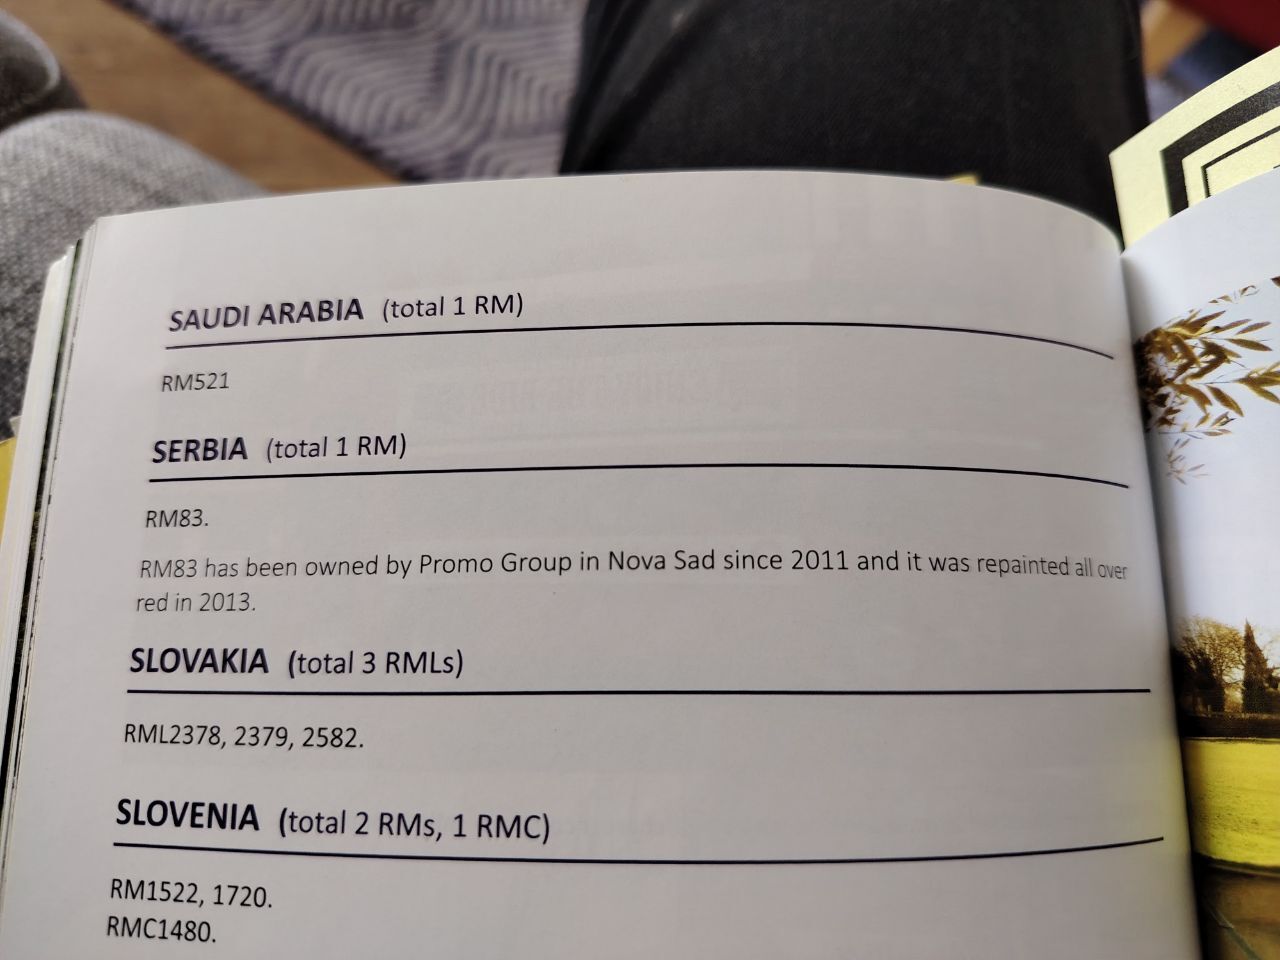 SAUDI ARABIA (total 1 RM)
RM521
SERBIA (total 1 RM)
RM83.
RM83 has been owned by Promo Group in Nova Sad since 2011 and it was repainted all over
red in 2013.
SLOVAKIA (total 3 RMLs)
RML2378, 2379, 2582.
SLOVENIA (total 2 RMs, 1 RMC)
RM1522, 1720.
RMC1480.